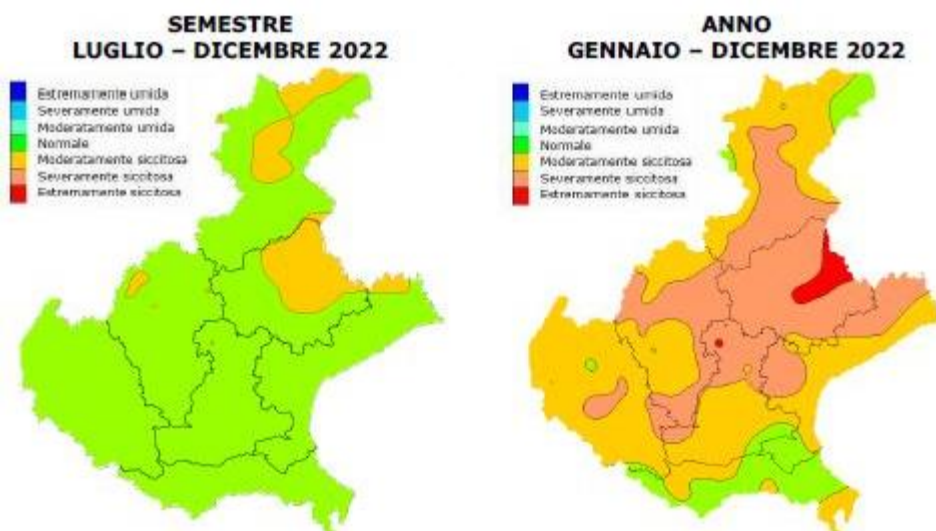 SEMESTRE
LUGLIO – DICEMBRE 2022
Estremamente umida
Severamente umida
Moderatamente umida
Normale
Moderatamente siccitosa
Severamente siccitosa
Estremamente siccitosa
ANNO
GENNAIO – DICEMBRE 2022
Estremamente umida
Severamente umida
Moderatamente umida
Normale
Moderatamente siccitosa
Severamente siccitosa
Estremamente siccitosa